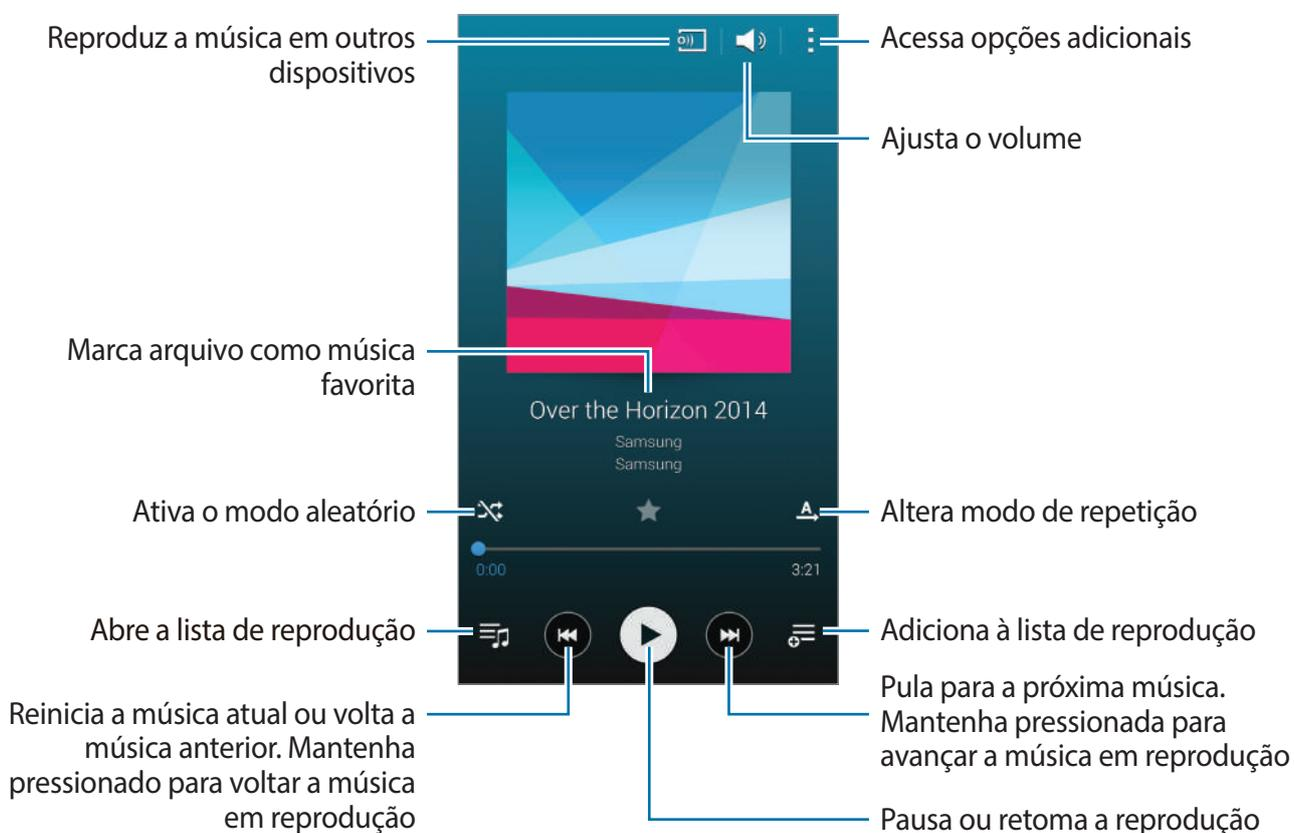 Reproduz a música em outros
dispositivos
Acessa opções adicionais
Ajusta o volume
Marca arquivo como música
favorita
Over the Horizon 2014
Samsung
Samsung
Ativa o modo aleatório
A
Altera modo de repetição
0:00
3:21
Abre a lista de reprodução
Adiciona à lista de reprodução
Reinicia a música atual ou volta a
música anterior. Mantenha
pressionado para voltar a música
em reprodução
Pula para a próxima música.
Mantenha pressionada para
avançar a música em reprodução
Pausa ou retoma a reprodução